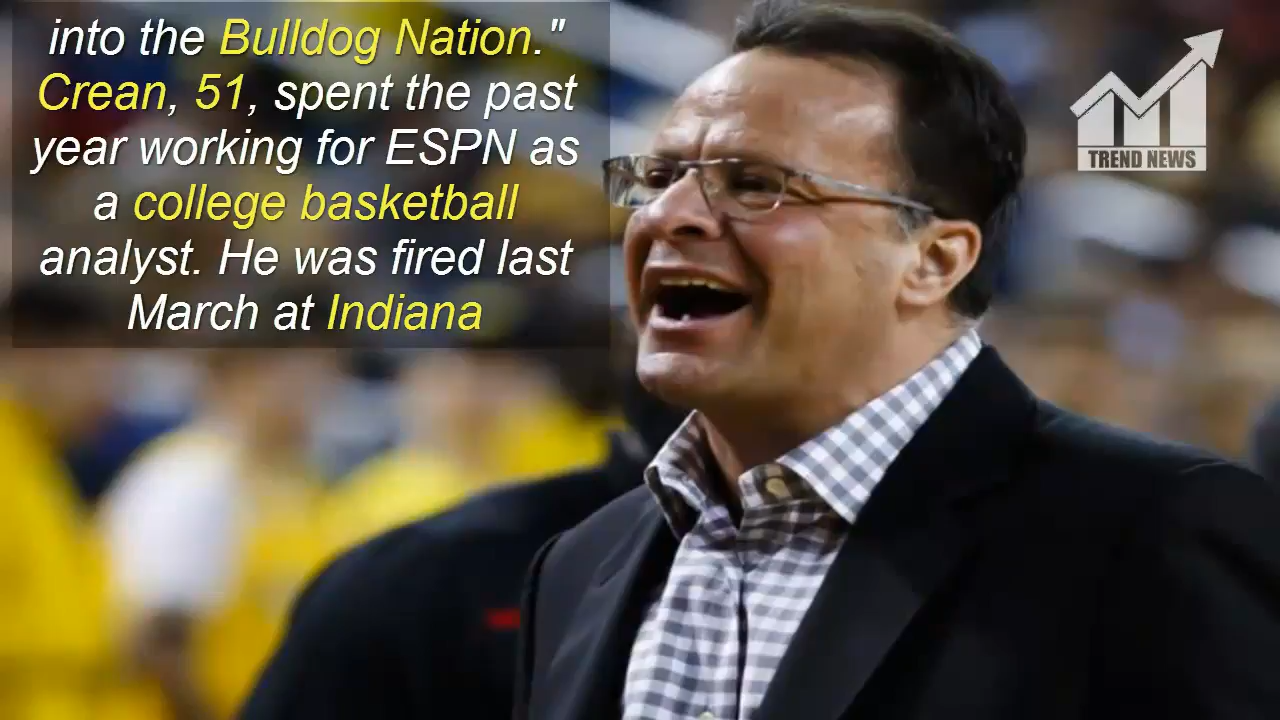 into the Bulldog Nation."
Crean, 51, spent the past
year working for ESPN as
a college basketball
analyst. He was fired last
March at Indiana
TREND NEWS